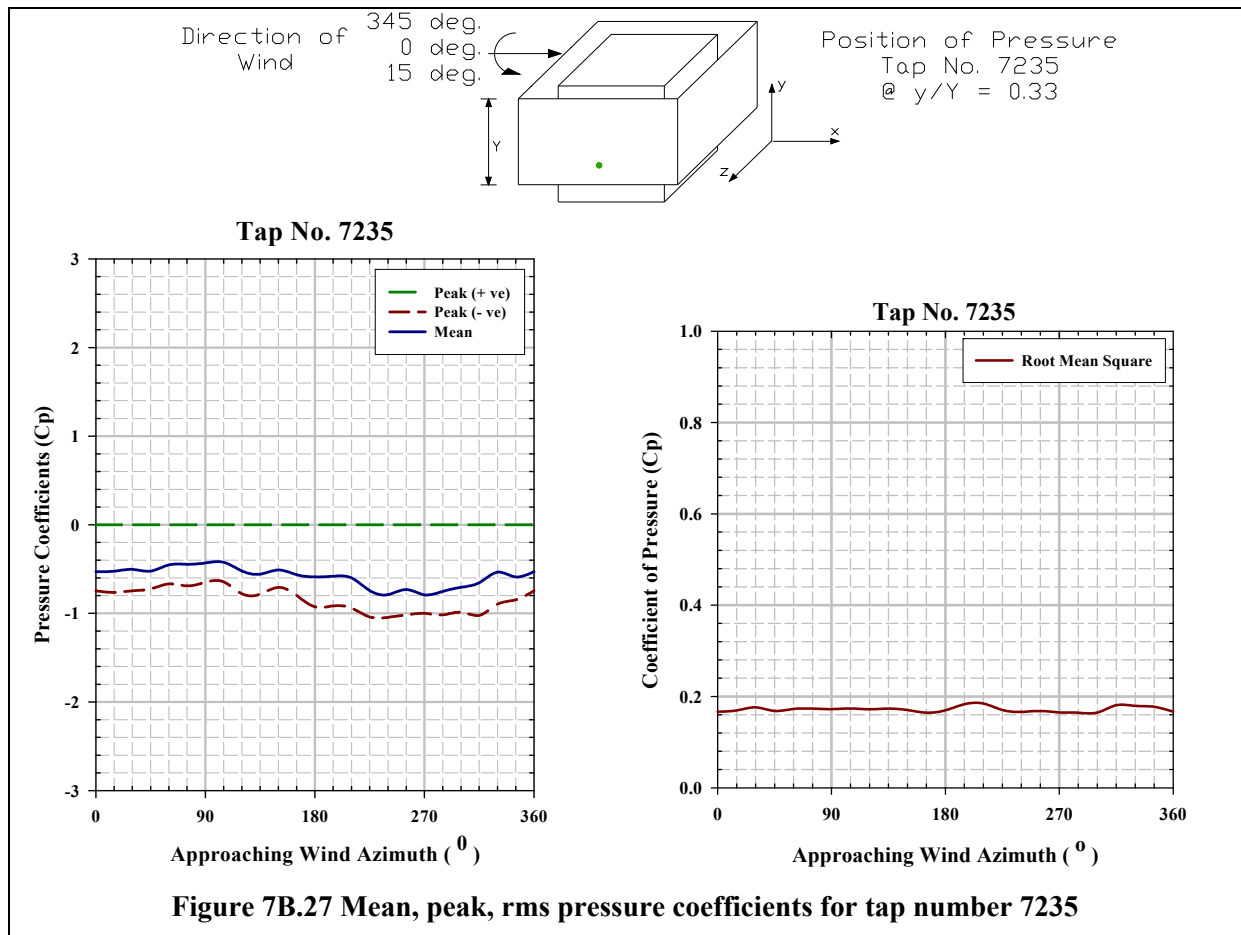 Direction of
Wind
345 deg.
0 deg.
15 deg.
Position of Pressure
Tap No. 7235
@ y/Y = 0.33
Y
y
x
z
Tap No. 7235
Pressure Coefficients (Cp)
3
2
1
0
-1
-2
-3
Peak (+ ve)
Peak (- ve)
Mean
0
90
180
270
360
Approaching Wind Azimuth ( 0 )
Tap No. 7235
Coefficient of Pressure (Cp)
1.0
0.8
0.6
0.4
0.2
0.0
Root Mean Square
0
90
180
270
360
Approaching Wind Azimuth ( o )
Figure 7B.27 Mean, peak, rms pressure coefficients for tap number 7235